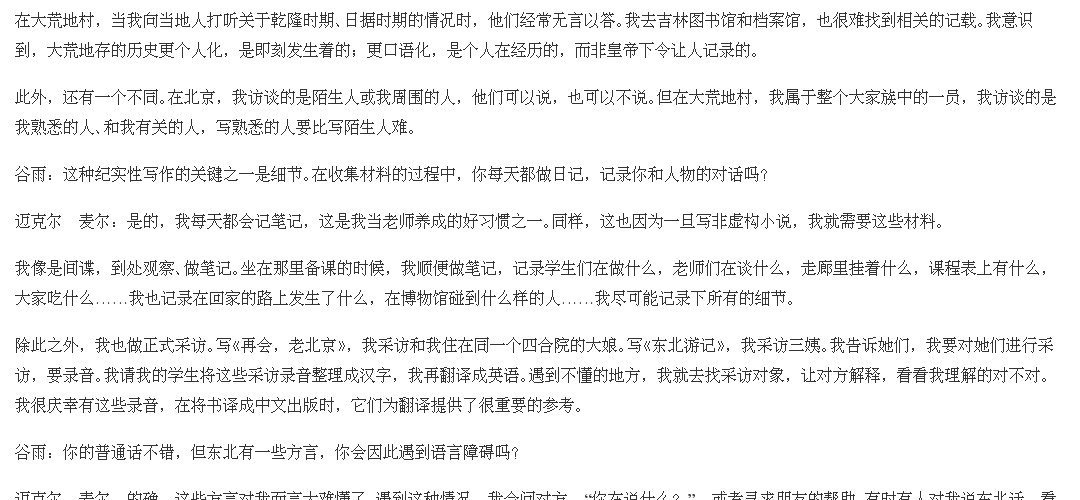 在大荒地村，当我向当地人打听关于乾隆时期、日据时期的情况时，他们经常无言以答。我去吉林图书馆和档案馆，也很难找到相关的记载。我意识
到，大荒地存的历史更个人化，是即刻发生着的；更口语化，是个人在经历的，而非皇帝下令让人记录的。
此外，还有一个不同。在北京，我访谈的是陌生人或我周围的人，他们可以说，也可以不说。但在大荒地村，我属于整个大家族中的一员，我访谈的是
我熟悉的人、和我有关的人，写熟悉的人要比写陌生人难。
谷雨：这种纪实性写作的关键之一是细节。在收集材料的过程中，你每天都做日记，记录你和人物的对话吗？
迈克尔　麦尔：是的，我每天都会记笔记，这是我当老师养成的好习惯之一。同样，这也因为一旦写非虚构小说，我就需要这些材料。
我像是间谍，到处观察、做笔记。坐在那里备课的时候，我顺便做笔记，记录学生们在做什么，老师们在谈什么，走廊里挂着什么，课程表上有什么，
大家吃什么……我也记录在回家的路上发生了什么，在博物馆碰到什么样的人……我尽可能记录下所有的细节。
除此之外，我也做正式采访。写《再会，老北京》，我采访和我住在同一个四合院的大娘。写《东北游记》，我采访三姨。我告诉她们，我要对她们进行采
访，要录音。我请我的学生将这些采访录音整理成汉字，我再翻译成英语。遇到不懂的地方，我就去找采访对象，让对方解释，看看我理解的对不对。
我很庆幸有这些录音，在将书译成中文出版时，它们为翻译提供了很重要的参考。
谷雨：你的普通话不错，但东北有一些方言，你会因此遇到语言障碍吗？
迈克尔　麦尔：的确，这些方言对我而言太难懂了。遇到这种情况，我会问对方，“你在说什么？”，或者寻求朋友的帮助。有时有人对我说东北话，看